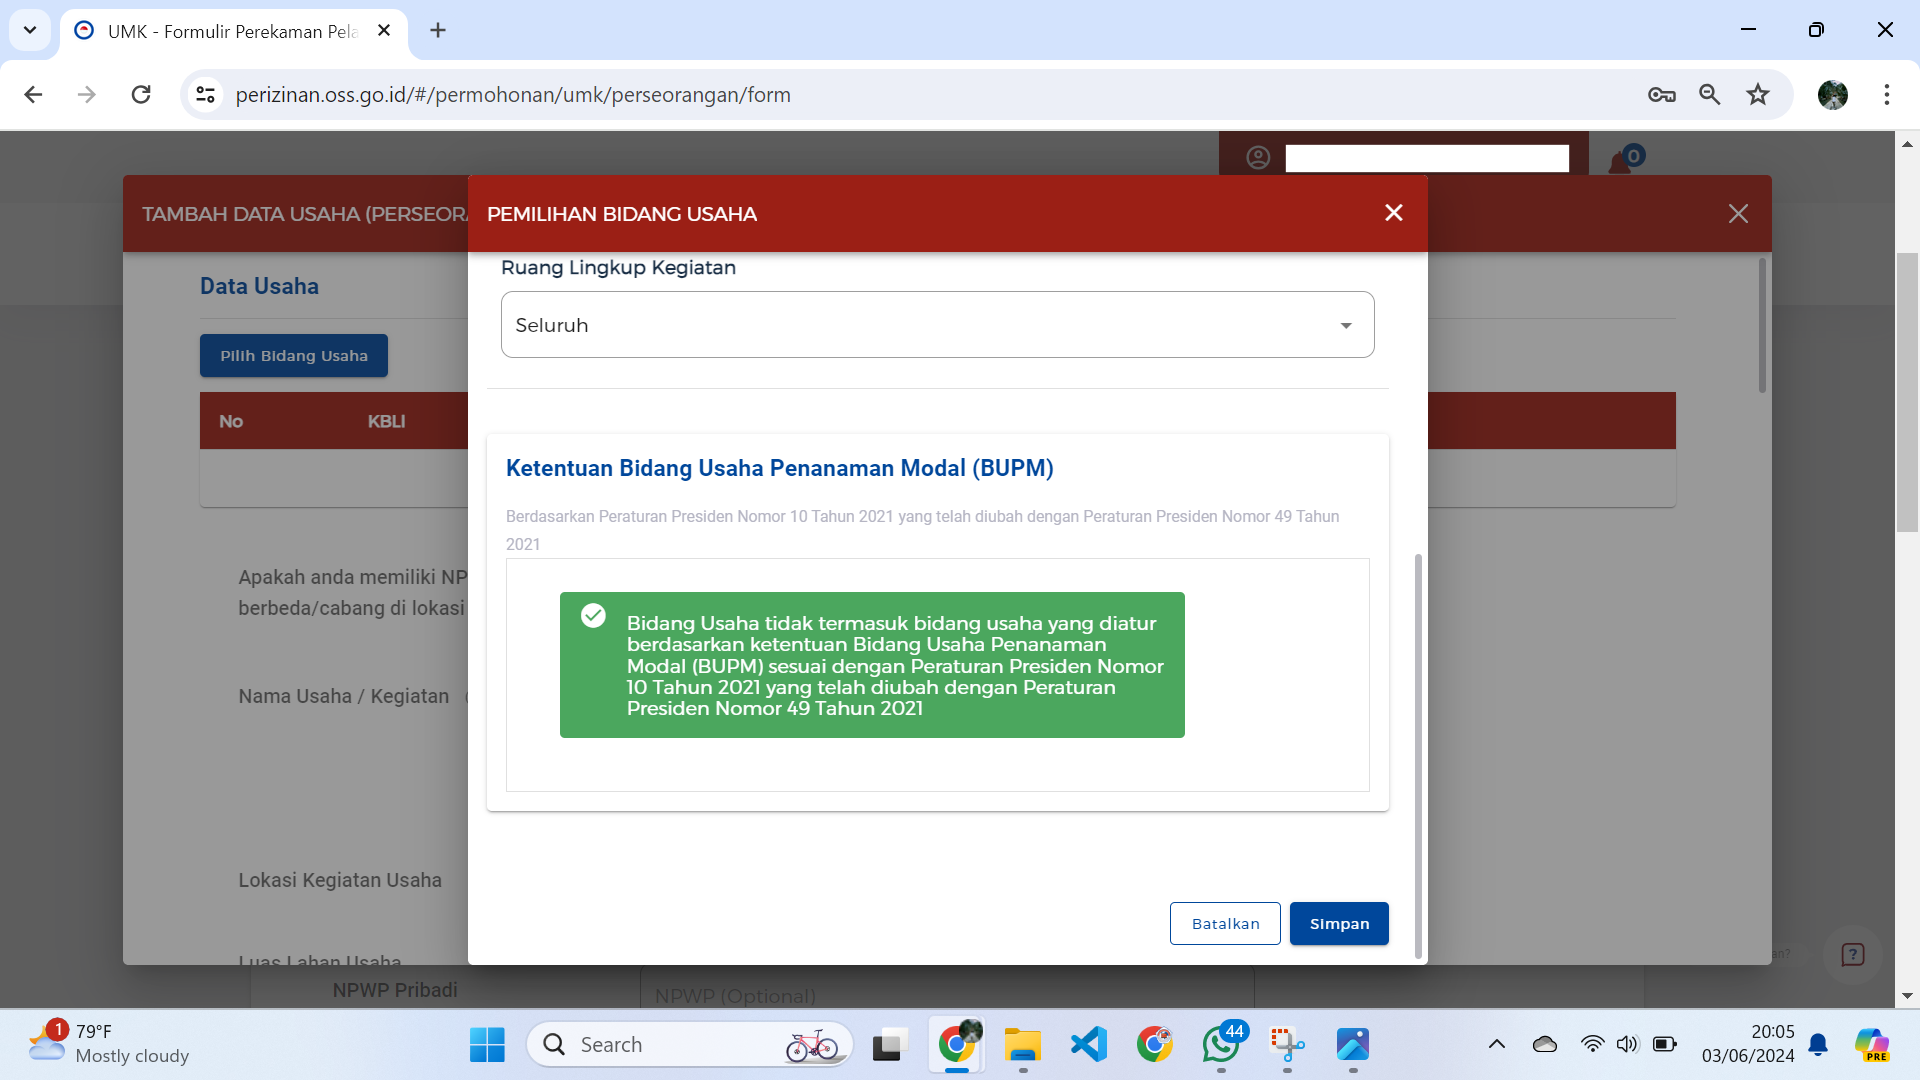 UMK - Formulir Perekaman Pela
perizinan.oss.go.id/#/permohonan/umk/perseorangan/form
0
TAMBAH DATA USAHA (PERSEORA
PEMILIHAN BIDANG USAHA
Data Usaha
Pilih Bidang Usaha
No KBLI
Ruang Lingkup Kegiatan
Seluruh
Ketentuan Bidang Usaha Penanaman Modal (BUPM)
Berdasarkan Peraturan Presiden Nomor 10 Tahun 2021 yang telah diubah dengan Peraturan Presiden Nomor 49 Tahun
2021
Bidang Usaha tidak termasuk bidang usaha yang diatur
berdasarkan ketentuan Bidang Usaha Penanaman
Modal (BUPM) sesuai dengan Peraturan Presiden Nomor
10 Tahun 2021 yang telah diubah dengan Peraturan
Presiden Nomor 49 Tahun 2021
Apakah anda memiliki NP
berbeda/cabang di lokasi
Nama Usaha / Kegiatan
Lokasi Kegiatan Usaha
Luas Lahan Usaha
Batalkan Simpan
an?
?
NPWP Pribadi
NPWP (Optional)
1
79°F
Mostly cloudy
Search
44
20:05
03/06/2024
PRE